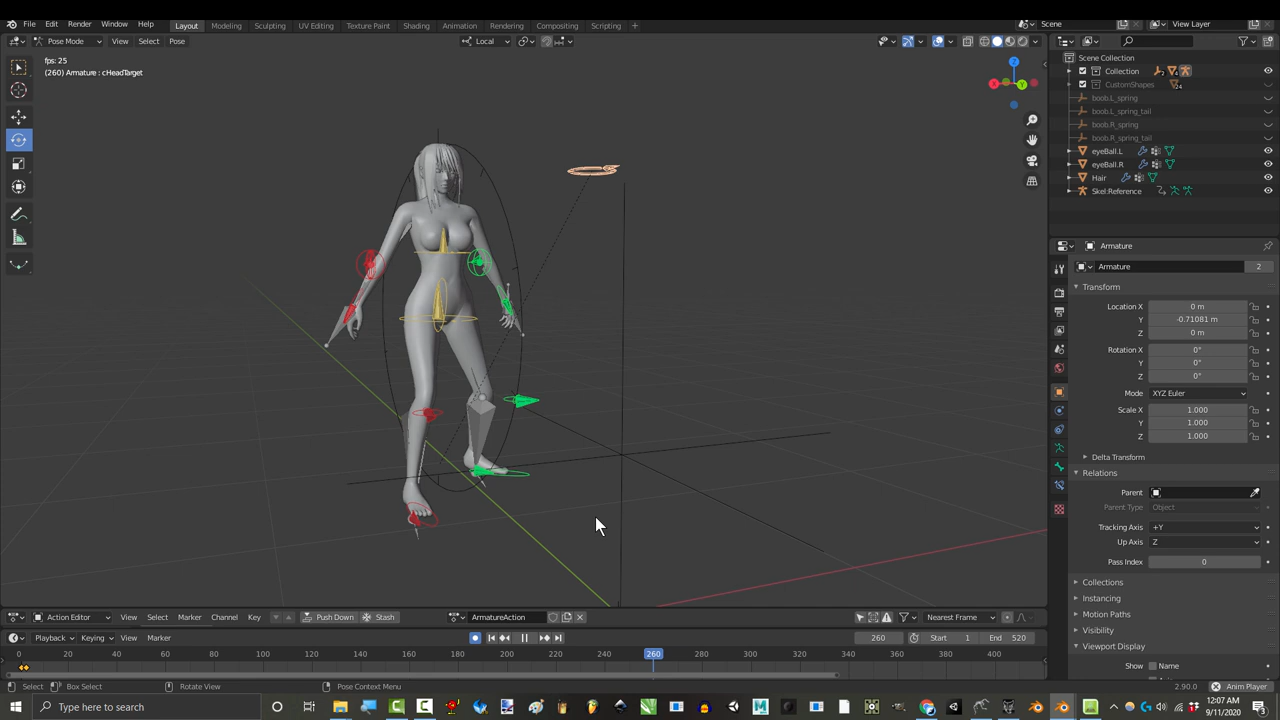 File Edit Render Window Help Layout Modeling Sculpting UV Editing Texture Paint Shading Animation Rendering Compositing Scripting + Scene View Layer
Pose Mode View Select Pose Local
fps: 25
(260) Armature : cHeadTarget
Z
X
Y
Scene Collection
Collection 2
CustomShapes 24
boob.L_spring
boob.L_spring_tail
boob.R_spring
boob.R_spring_tail
eyeBall.L
eyeBall.R
Hair
Skel:Reference
Armature
Armature 2
Transform
Location X 0 m
Y -0.71081 m
Z 0 m
Rotation X 0°
Y 0°
Z 0°
Mode XYZ Euler
Scale X 1.000
Y 1.000
Z 1.000
Delta Transform
Relations
Parent
Parent Type Object
Tracking Axis +Y
Up Axis Z
Pass Index 0
Collections
Instancing
Motion Paths
Visibility
Viewport Display
Show Name
Action Editor View Select Marker Channel Key Push Down Stash ArmatureAction Nearest Frame
Playback Keying View Marker 260 Start 1 End 520
0 20 40 60 80 100 120 140 160 180 200 220 240 260 280 300 320 340 360 380 400
Select Box Select Rotate View Pose Context Menu 2.90.0 Anim Player
Type here to search 12:07 AM
9/11/2020